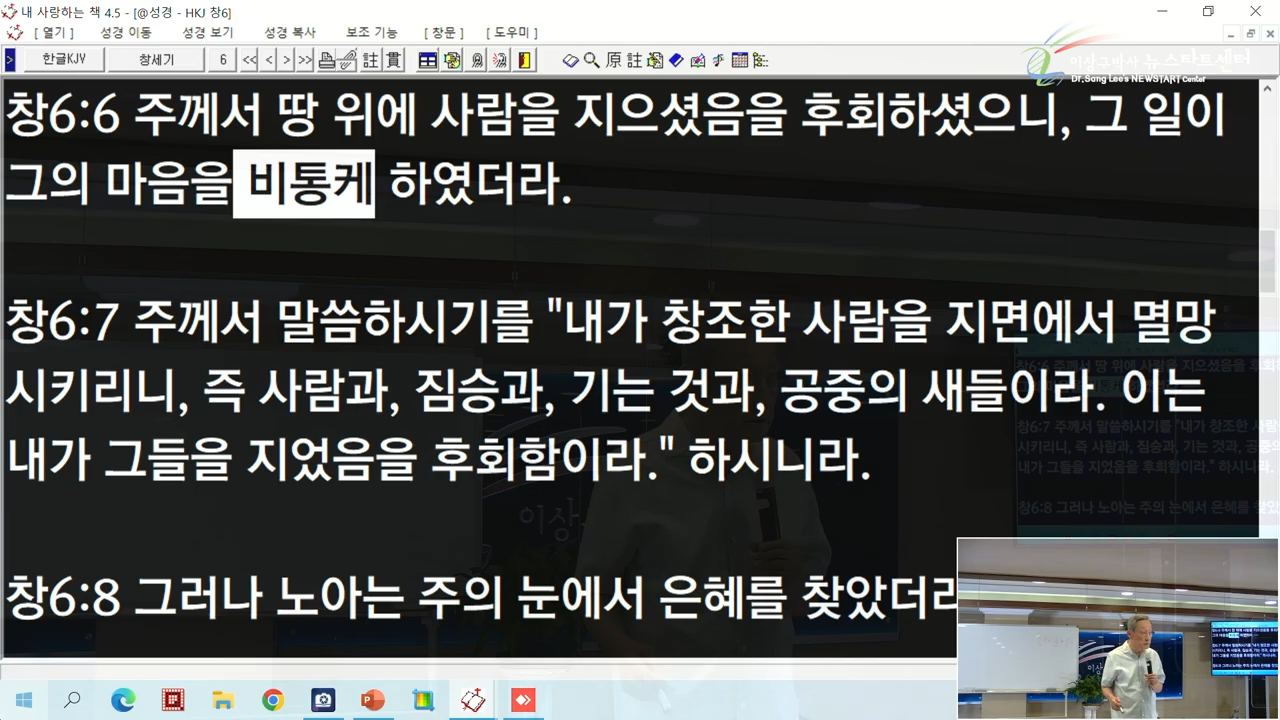 내 사랑하는 책 4.5 - [@성경 - HKJ 창6]
[ 열기 ] 성경 이동 성경 보기 성경 복사 보조 기능 [ 창문 ] [ 도우미 ]
한글KJV 창세기 6 << < > >> 註 貫 原 註
이상구박사 뉴스타트센터
Dr.Sang Lee's NEWSTART Center
창6:6 주께서 땅 위에 사람을 지으셨음을 후회하셨으니, 그 일이
그의 마음을 비통케 하였더라.
창6:7 주께서 말씀하시기를 "내가 창조한 사람을 지면에서 멸망
시키리니, 즉 사람과, 짐승과, 기는 것과, 공중의 새들이라. 이는
내가 그들을 지었음을 후회함이라." 하시니라.
창6:8 그러나 노아는 주의 눈에서 은혜를 찾았더라